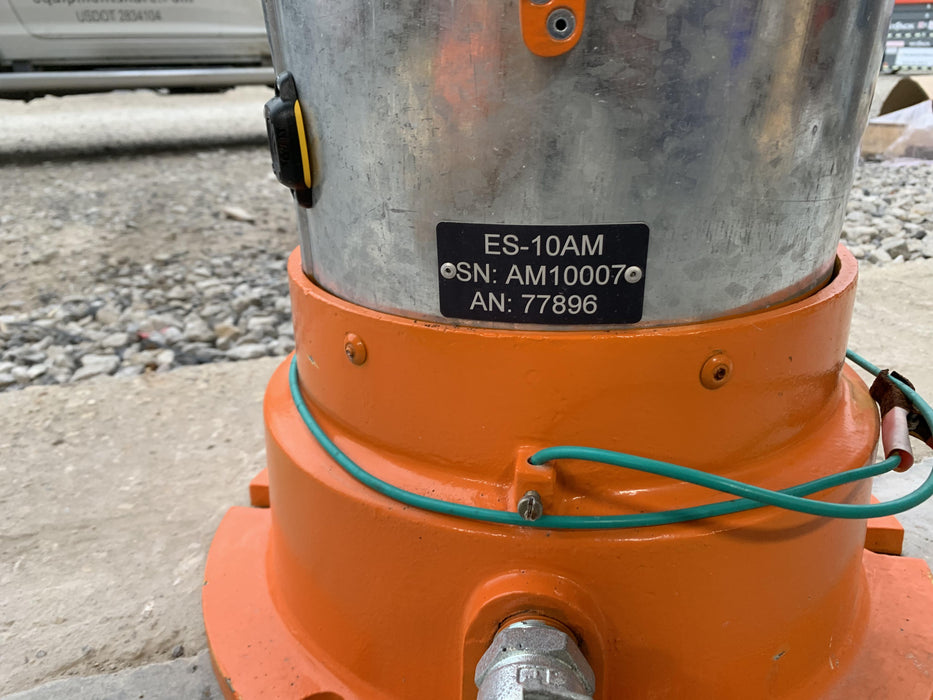 USDOT 2834104
ES-10AM
SN: AM10007
AN: 77896